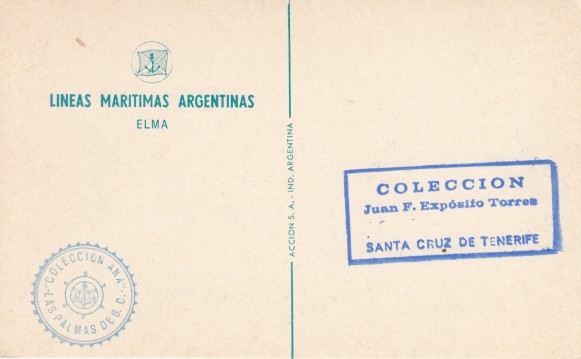 LINEAS MARITIMAS ARGENTINAS
ELMA
ACCION S. A. - IND. ARGENTINA
COLECCION
Juan F. Expósito Torres
SANTA CRUZ DE TENERIFE
"COLECCION ANA"
LAS PALMAS DE G. C.